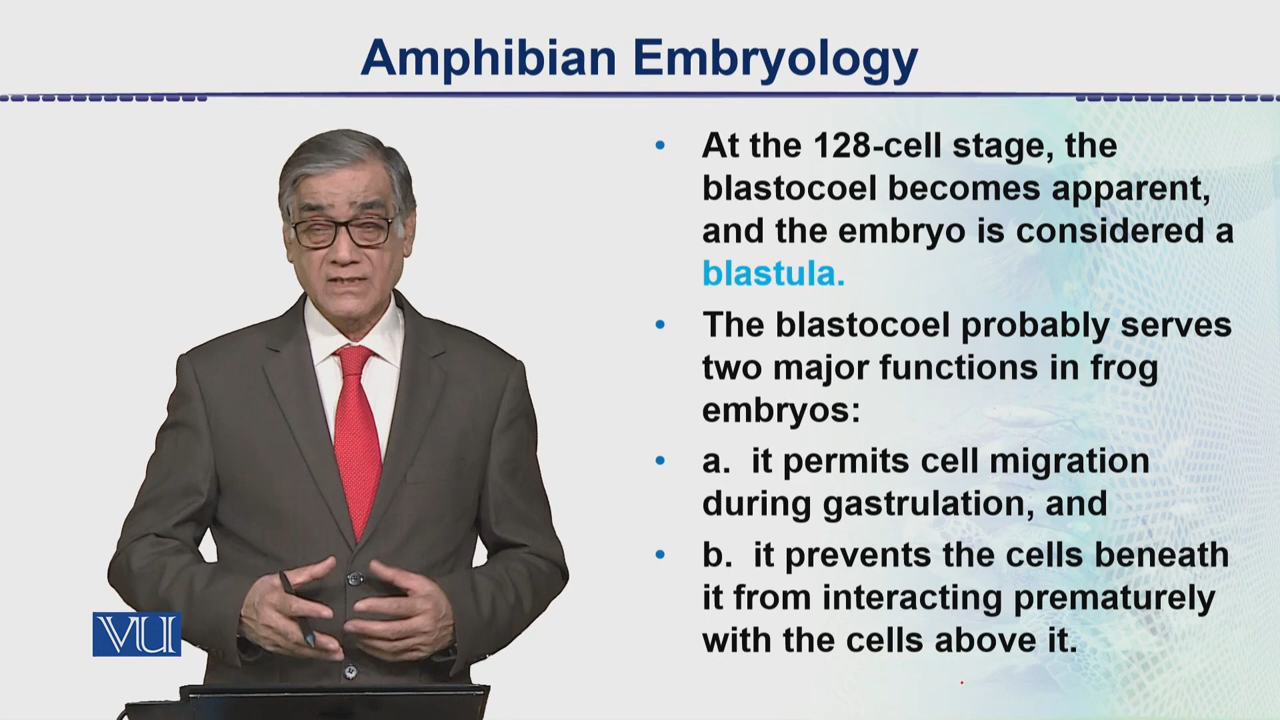 Amphibian Embryology
• At the 128-cell stage, the
blastocoel becomes apparent,
and the embryo is considered a
blastula.
• The blastocoel probably serves
two major functions in frog
embryos:
• a. it permits cell migration
during gastrulation, and
• b. it prevents the cells beneath
it from interacting prematurely
with the cells above it.
VU